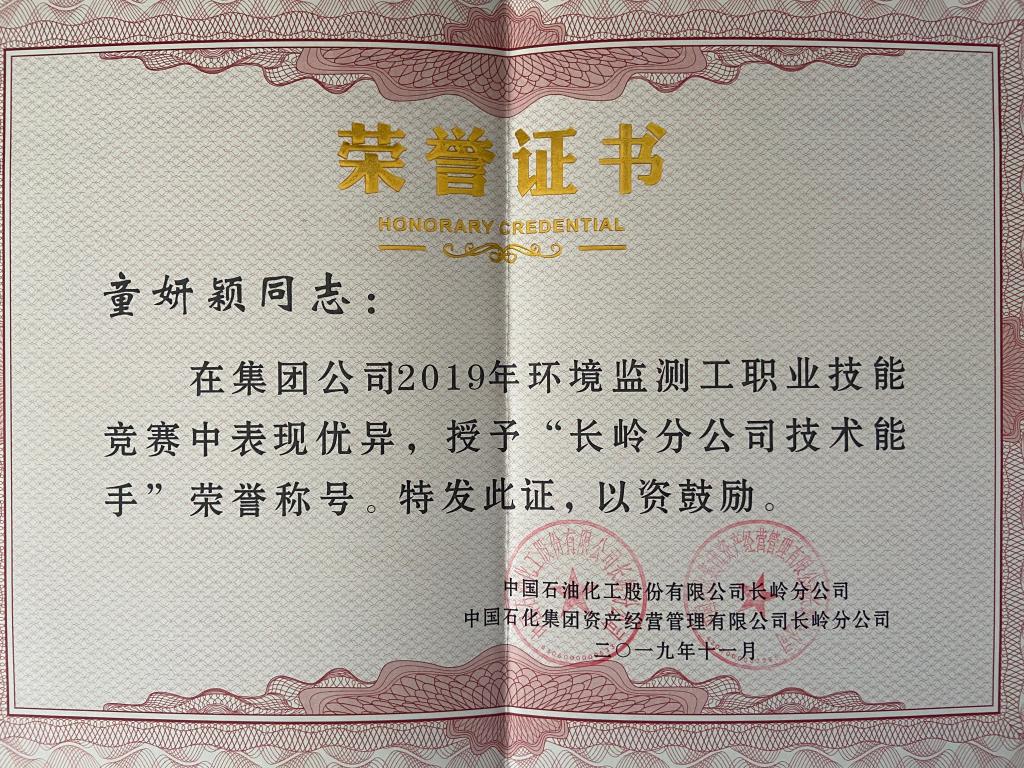 荣誉证书
HONORARY CREDENTIAL
童妍颖同志：
在集团公司2019年环境监测工职业技能
竞赛中表现优异，授予“长岭分公司技术能
手”荣誉称号。特发此证，以资鼓励。
中国石油化工股份有限公司长岭分公司
中国石化集团资产经营管理有限公司长岭分公司
二〇一九年十一月